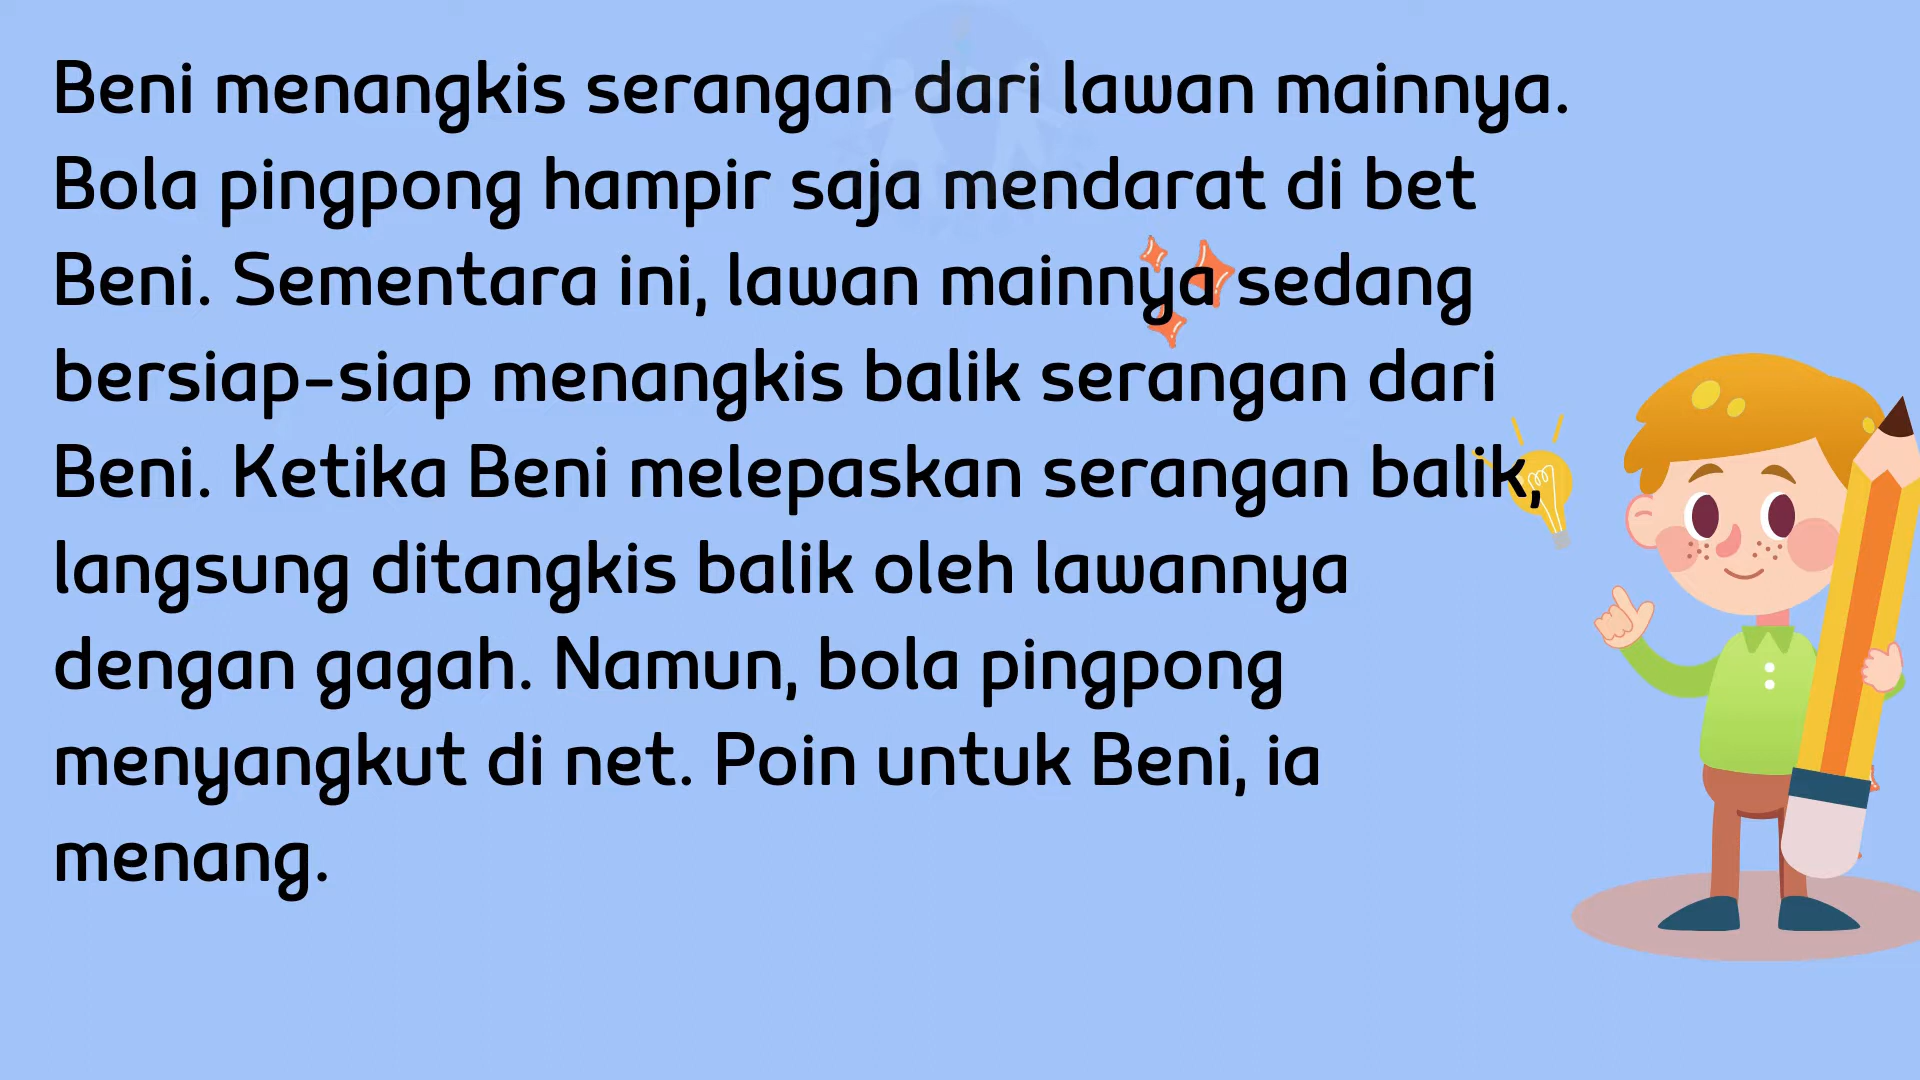 Beni menangkis serangan dari lawan mainnya.
Bola pingpong hampir saja mendarat di bet
Beni. Sementara ini, lawan mainnya sedang
bersiap-siap menangkis balik serangan dari
Beni. Ketika Beni melepaskan serangan balik,
langsung ditangkis balik oleh lawannya
dengan gagah. Namun, bola pingpong
menyangkut di net. Poin untuk Beni, ia
menang.